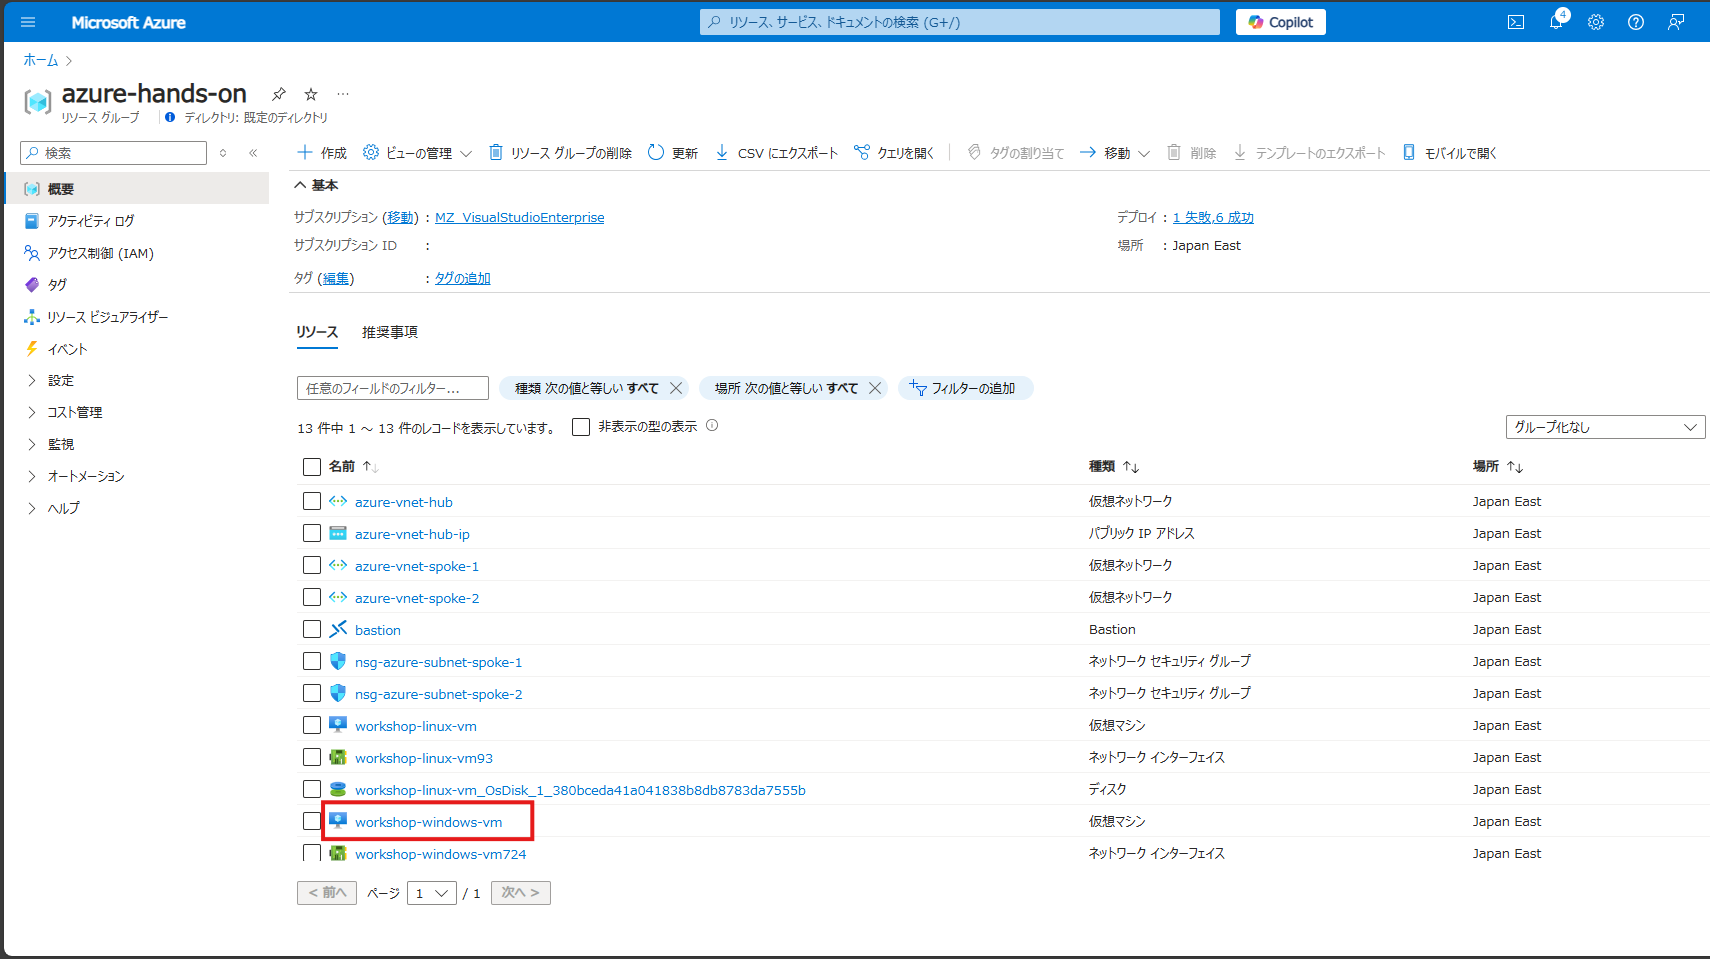 Microsoft Azure
リソース、サービス、ドキュメントの検索 (G+/)
Copilot
4
ホーム
azure-hands-on
リソース グループ
ディレクトリ: 既定のディレクトリ
検索
作成
ビューの管理
リソース グループの削除
更新
CSV にエクスポート
クエリを開く
タグの割り当て
移動
削除
テンプレートのエクスポート
モバイルで開く
概要
アクティビティ ログ
アクセス制御 (IAM)
タグ
リソース ビジュアライザー
イベント
設定
コスト管理
監視
オートメーション
ヘルプ
基本
サブスクリプション (移動) : MZ_VisualStudioEnterprise
サブスクリプション ID :
タグ (編集) : タグの追加
デプロイ : 1 失敗,6 成功
場所 : Japan East
リソース
推奨事項
任意のフィールドのフィルター...
種類 次の値と等しい すべて
場所 次の値と等しい すべて
フィルターの追加
13 件中 1 ～ 13 件のレコードを表示しています。
非表示の型の表示
グループ化なし
名前 種類 場所
azure-vnet-hub 仮想ネットワーク Japan East
azure-vnet-hub-ip パブリック IP アドレス Japan East
azure-vnet-spoke-1 仮想ネットワーク Japan East
azure-vnet-spoke-2 仮想ネットワーク Japan East
bastion Bastion Japan East
nsg-azure-subnet-spoke-1 ネットワーク セキュリティ グループ Japan East
nsg-azure-subnet-spoke-2 ネットワーク セキュリティ グループ Japan East
workshop-linux-vm 仮想マシン Japan East
workshop-linux-vm93 ネットワーク インターフェイス Japan East
workshop-linux-vm_OsDisk_1_380bceda41a041838b8db8783da7555b ディスク Japan East
workshop-windows-vm 仮想マシン Japan East
workshop-windows-vm724 ネットワーク インターフェイス Japan East
< 前へ ページ 1 / 1 次へ >